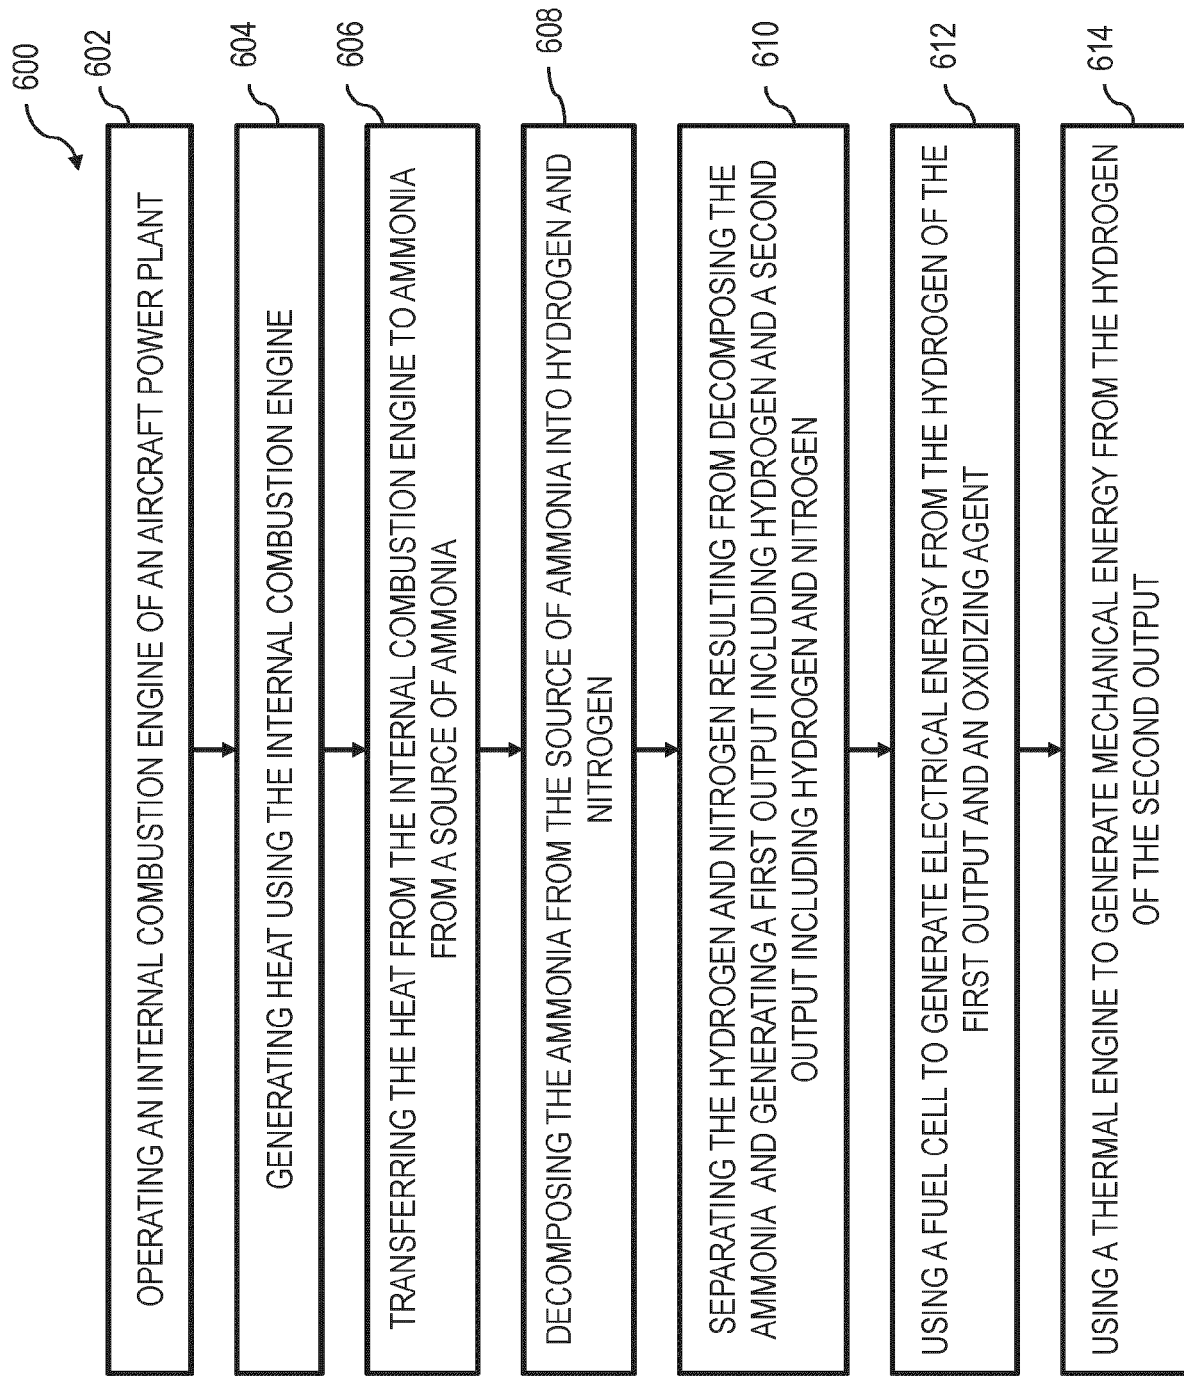 600
602
OPERATING AN INTERNAL COMBUSTION ENGINE OF AN AIRCRAFT POWER PLANT
604
GENERATING HEAT USING THE INTERNAL COMBUSTION ENGINE
606
TRANSFERRING THE HEAT FROM THE INTERNAL COMBUSTION ENGINE TO AMMONIA
FROM A SOURCE OF AMMONIA
608
DECOMPOSING THE AMMONIA FROM THE SOURCE OF AMMONIA INTO HYDROGEN AND
NITROGEN
610
SEPARATING THE HYDROGEN AND NITROGEN RESULTING FROM DECOMPOSING THE
AMMONIA AND GENERATING A FIRST OUTPUT INCLUDING HYDROGEN AND A SECOND
OUTPUT INCLUDING HYDROGEN AND NITROGEN
612
USING A FUEL CELL TO GENERATE ELECTRICAL ENERGY FROM THE HYDROGEN OF THE
FIRST OUTPUT AND AN OXIDIZING AGENT
614
USING A THERMAL ENGINE TO GENERATE MECHANICAL ENERGY FROM THE HYDROGEN
OF THE SECOND OUTPUT